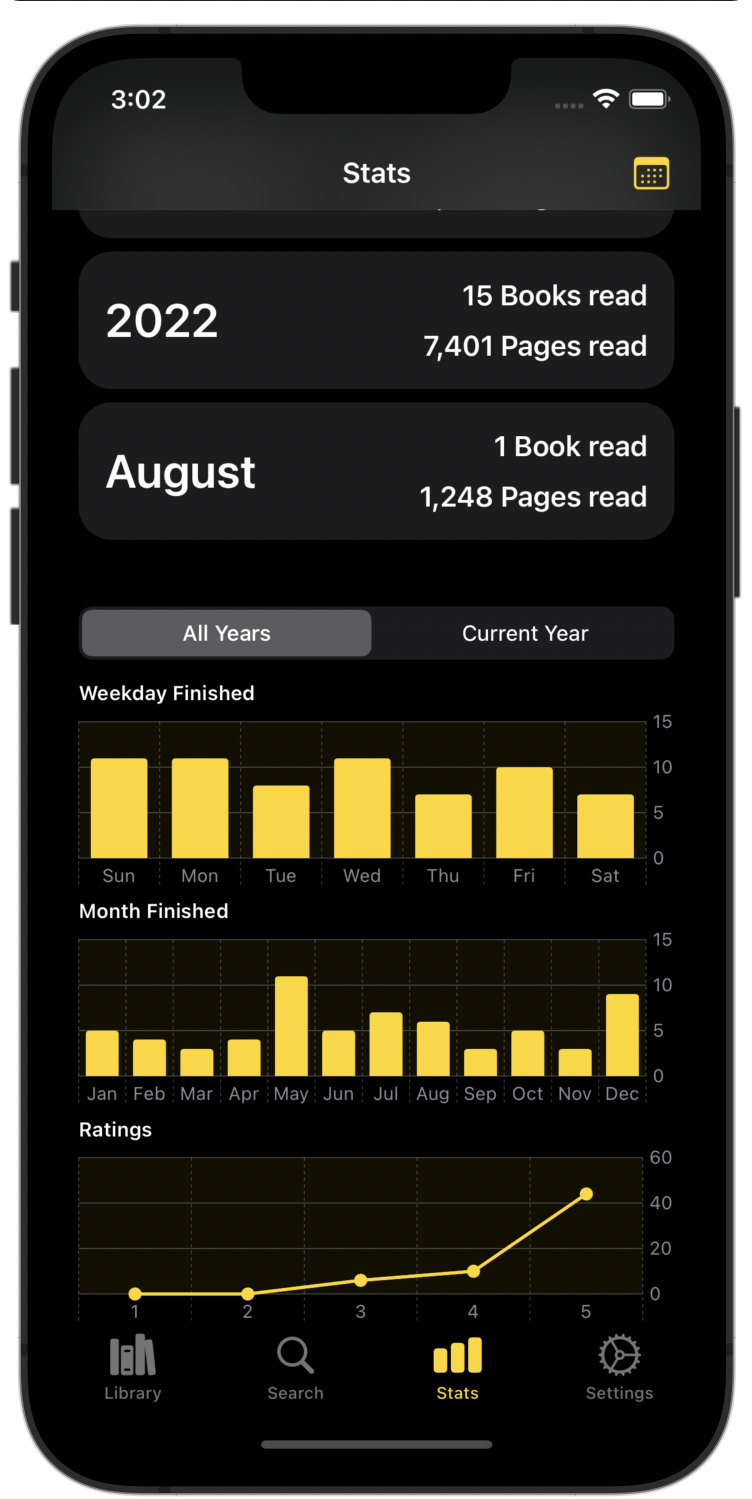 3:02
Stats
2022
15 Books read
7,401 Pages read
August
1 Book read
1,248 Pages read
All Years Current Year
Weekday Finished
15
10
5
0
Sun Mon Tue Wed Thu Fri Sat
Month Finished
15
10
5
0
Jan Feb Mar Apr May Jun Jul Aug Sep Oct Nov Dec
Ratings
60
40
20
0
1 2 3 4 5
Library Search Stats Settings